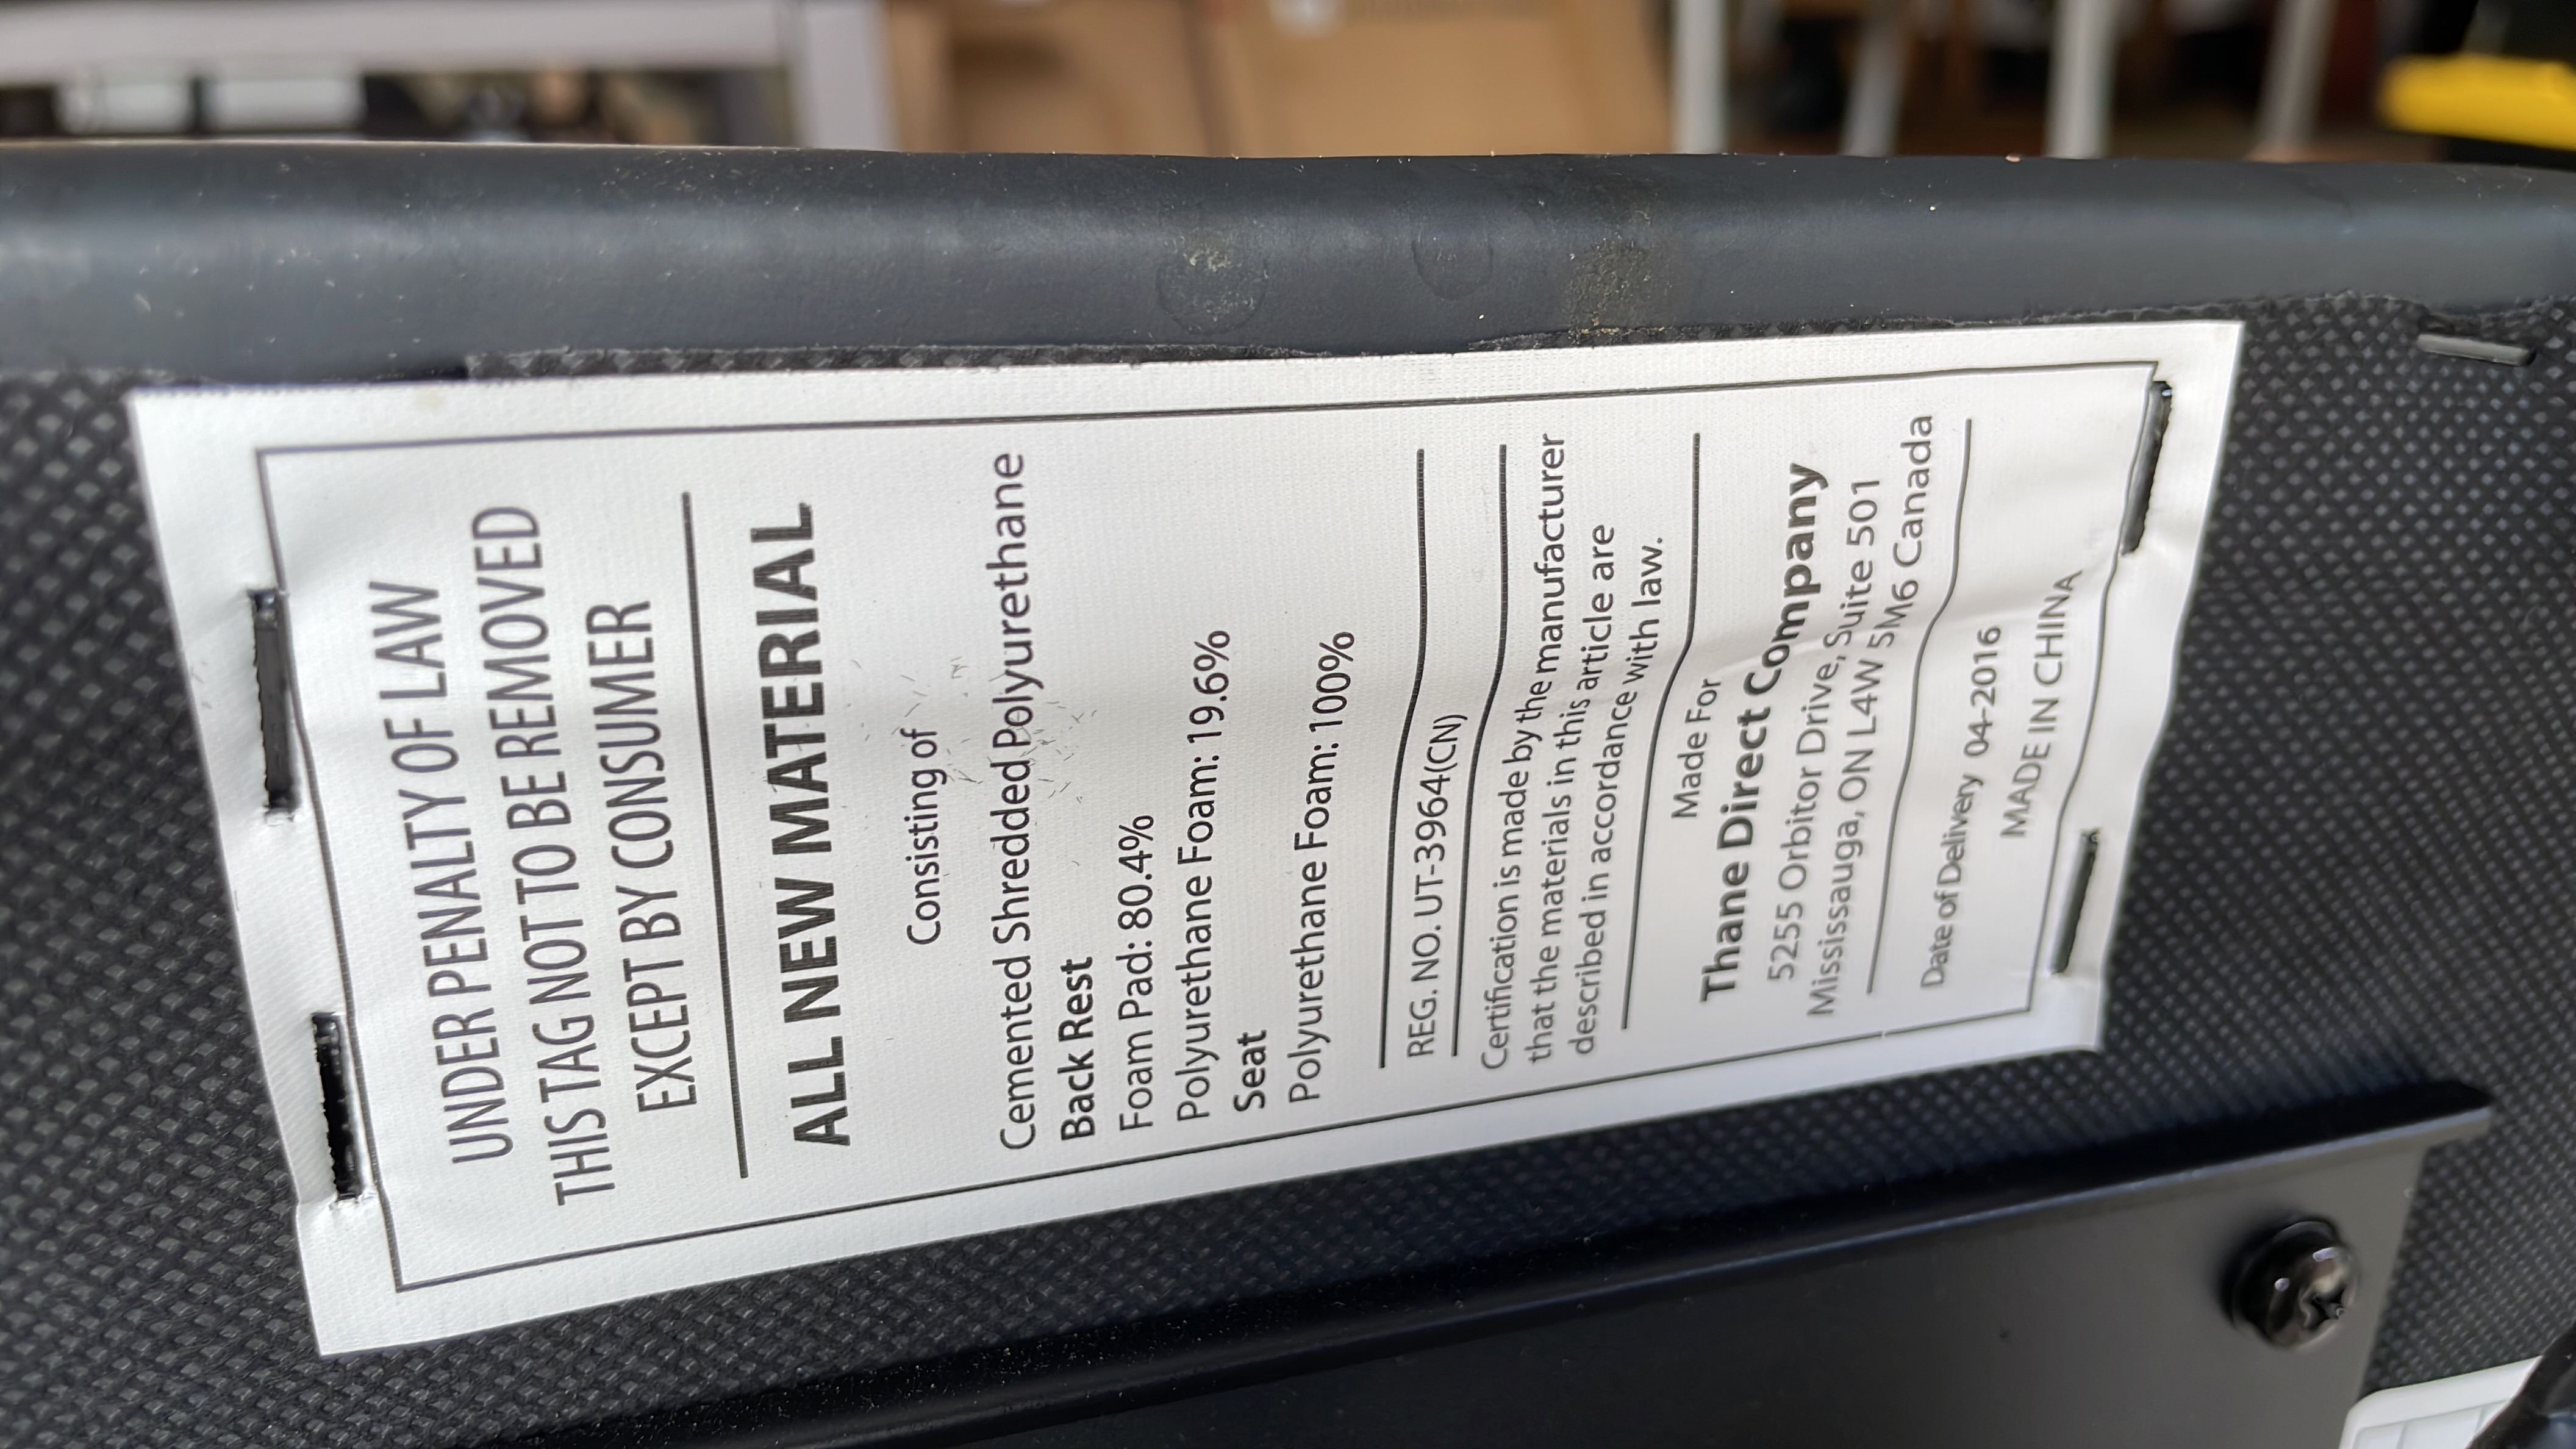 UNDER PENALTY OF LAW
THIS TAG NOT TO BE REMOVED
EXCEPT BY CONSUMER
ALL NEW MATERIAL
Consisting of
Cemented Shredded Polyurethane
Back Rest
Foam Pad: 80.4%
Polyurethane Foam: 19.6%
Seat
Polyurethane Foam: 100%
REG. NO. UT-3964(CN)
Certification is made by the manufacturer
that the materials in this article are
described in accordance with law.
Made For
Thane Direct Company
5255 Orbitor Drive, Suite 501
Mississauga, ON L4W 5M6 Canada
Date of Delivery 04-2016
MADE IN CHINA